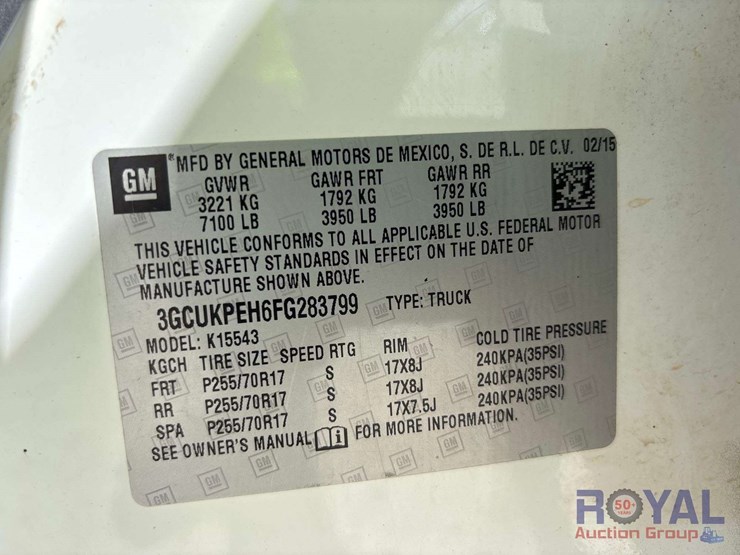 GM
*MFD BY GENERAL MOTORS DE MEXICO, S. DE R.L. DE C.V. 02/15
GVWR GAWR FRT GAWR RR
3221 KG 1792 KG 1792 KG
7100 LB 3950 LB 3950 LB
THIS VEHICLE CONFORMS TO ALL APPLICABLE U.S. FEDERAL MOTOR
VEHICLE SAFETY STANDARDS IN EFFECT ON THE DATE OF
MANUFACTURE SHOWN ABOVE.
3GCUKPEH6FG283799 TYPE: TRUCK
MODEL: K15543
KGCH TIRE SIZE SPEED RTG RIM COLD TIRE PRESSURE
FRT P255/70R17 S 17X8J 240KPA(35PSI)
RR P255/70R17 S 17X8J 240KPA(35PSI)
SPA P255/70R17 S 17X7.5J 240KPA(35PSI)
SEE OWNER'S MANUAL FOR MORE INFORMATION.
ROYAL
50+
YEARS
Auction Group